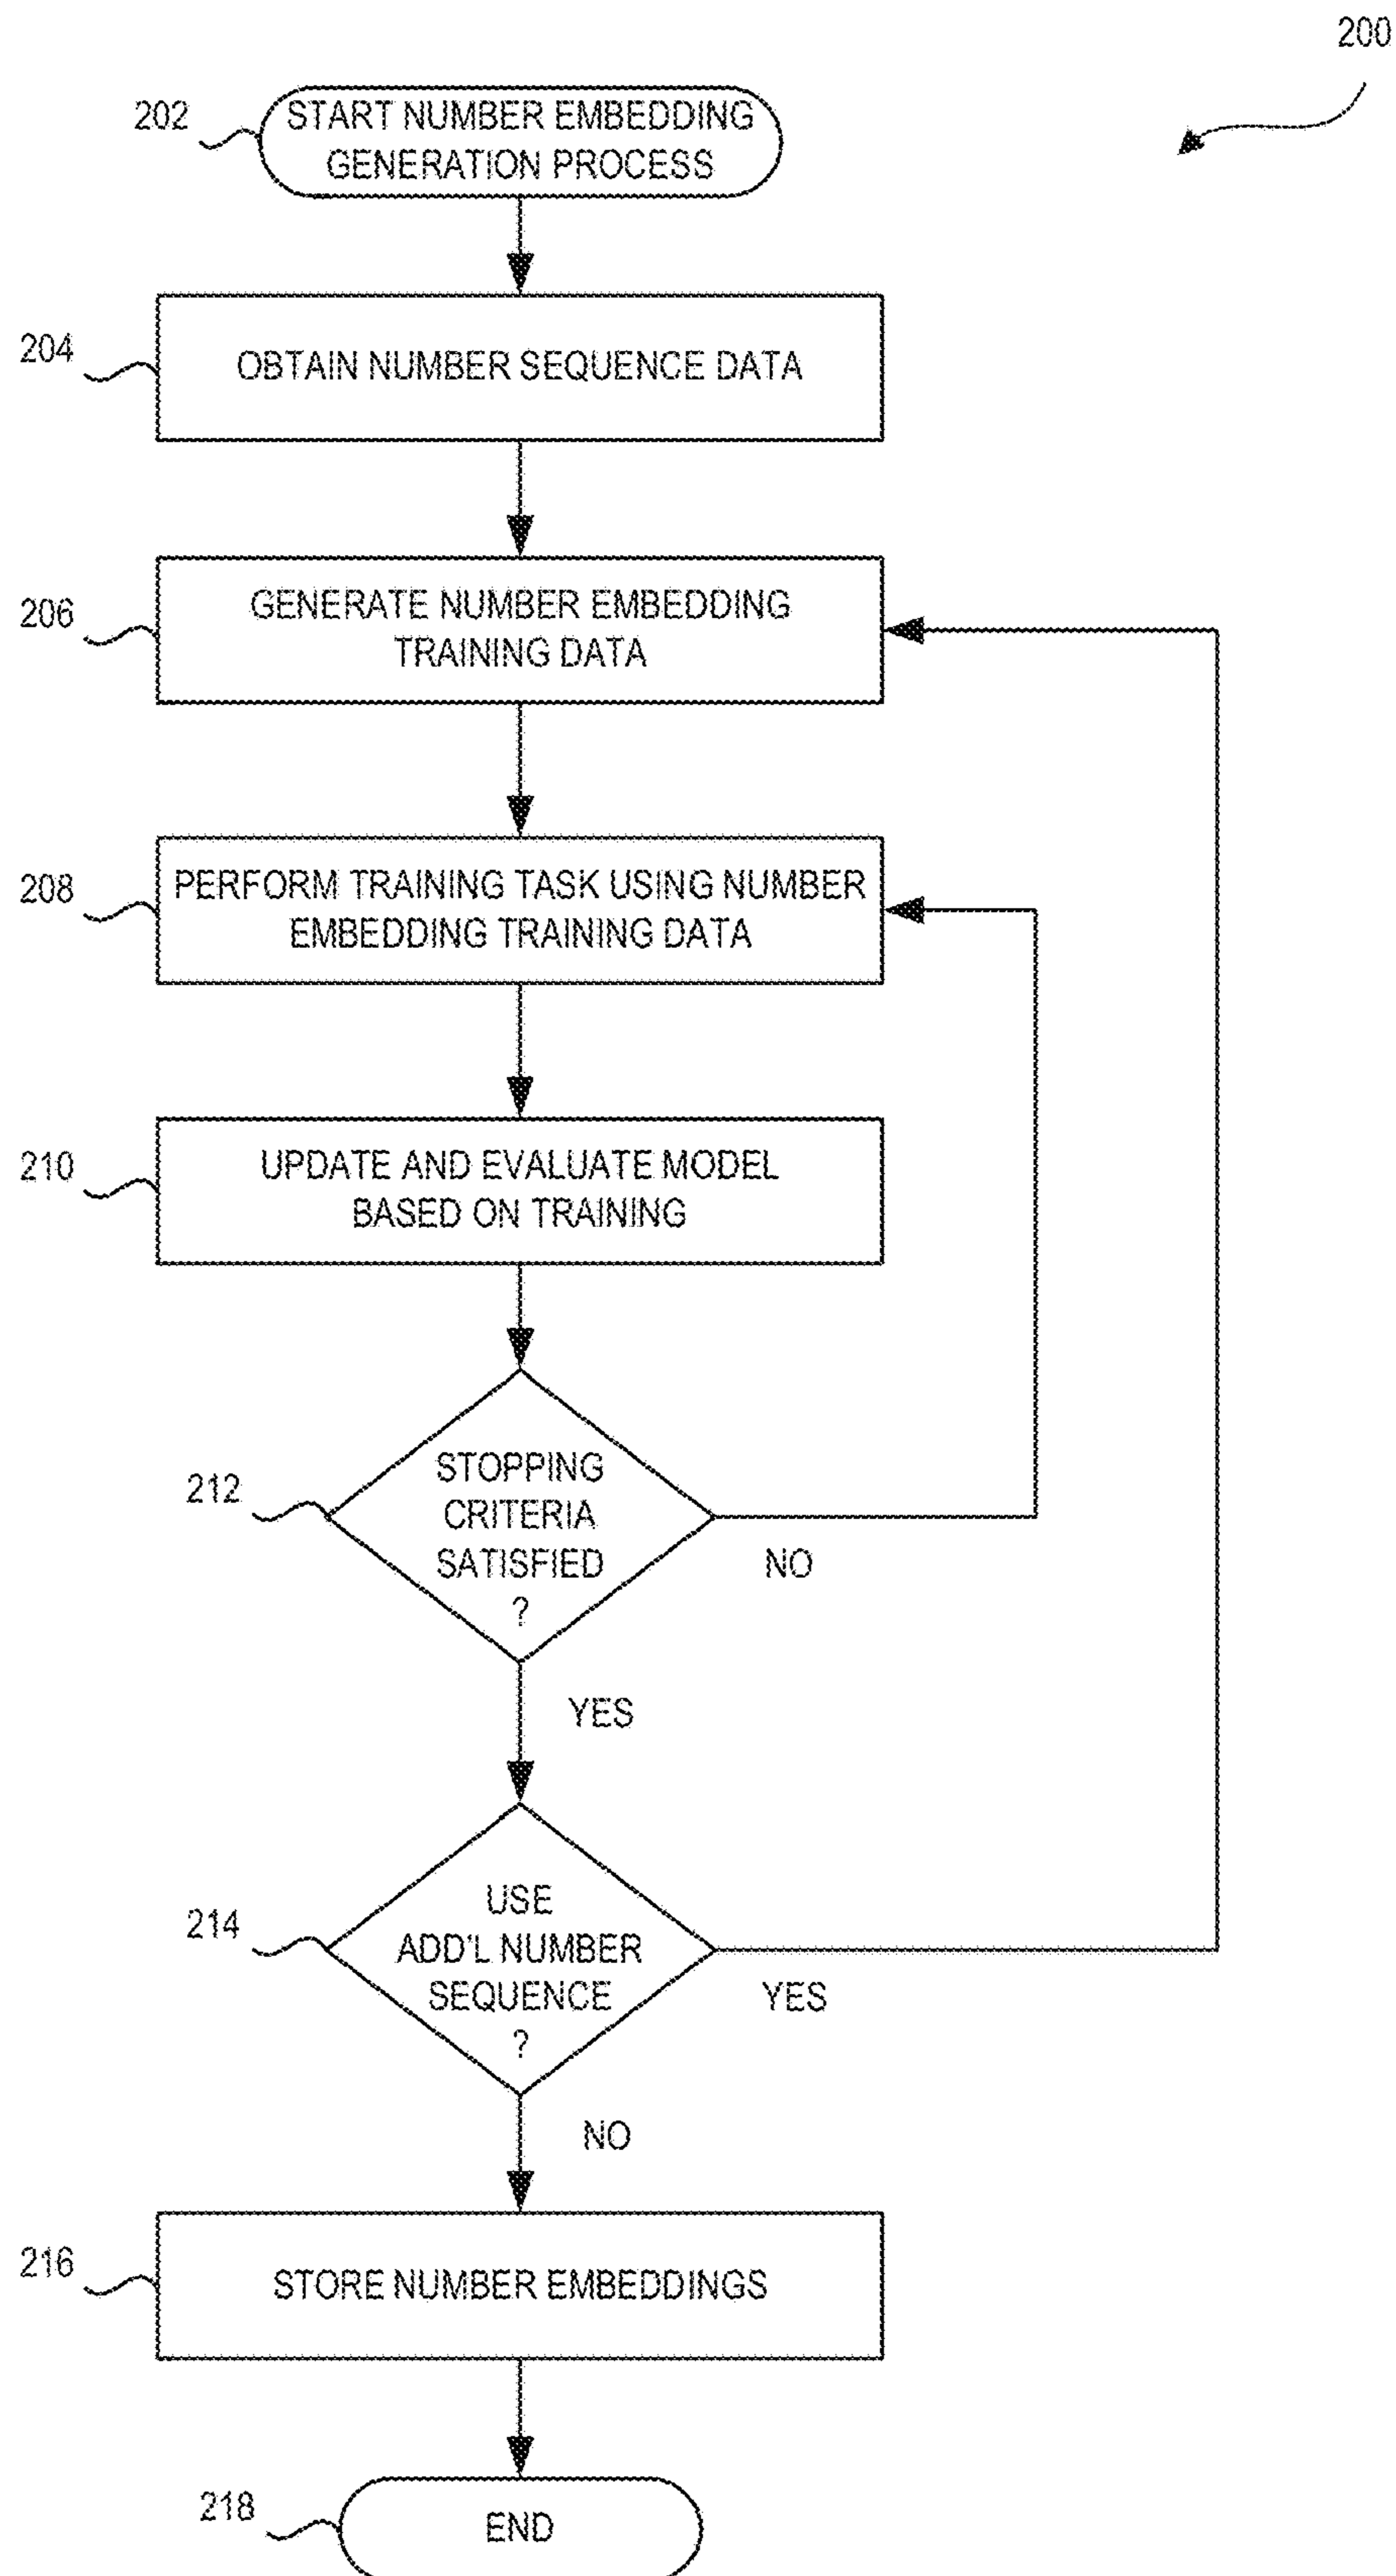 200
202
START NUMBER EMBEDDING
GENERATION PROCESS
204
OBTAIN NUMBER SEQUENCE DATA
206
GENERATE NUMBER EMBEDDING
TRAINING DATA
208
PERFORM TRAINING TASK USING NUMBER
EMBEDDING TRAINING DATA
210
UPDATE AND EVALUATE MODEL
BASED ON TRAINING
212
STOPPING
CRITERIA
SATISFIED
?
NO
YES
214
USE
ADD'L NUMBER
SEQUENCE
?
YES
NO
216
STORE NUMBER EMBEDDINGS
218
END